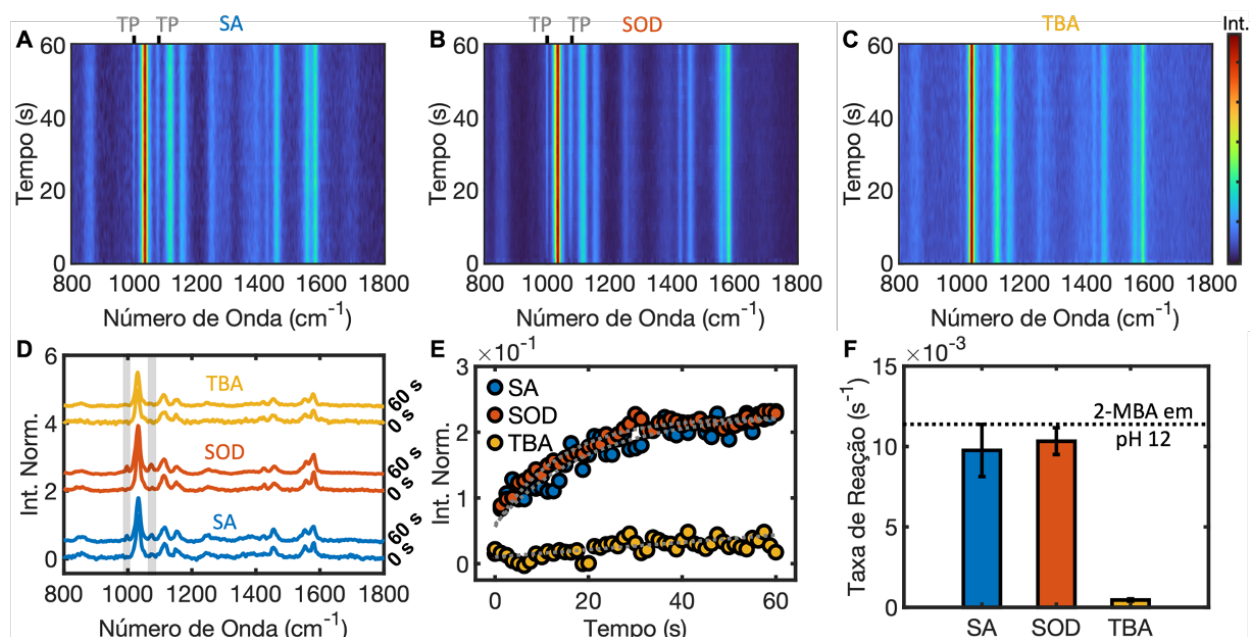 TP TP SA
TP TP SOD
TBA
Int.
A
B
C
60
40
20
0
Tempo (s)
800 1000 1200 1400 1600 1800
Número de Onda (cm⁻¹)
60
40
20
0
Tempo (s)
800 1000 1200 1400 1600 1800
Número de Onda (cm⁻¹)
60
40
20
0
Tempo (s)
800 1000 1200 1400 1600 1800
Número de Onda (cm⁻¹)
D
6
4
2
0
Int. Norm.
TBA
60 s
0 s
SOD
60 s
0 s
SA
60 s
0 s
800 1000 1200 1400 1600 1800
Número de Onda (cm⁻¹)
E
×10⁻¹
3
2
1
0
Int. Norm.
SA
SOD
TBA
0 20 40 60
Tempo (s)
F
×10⁻³
15
10
5
0
Taxa de Reação (s⁻¹)
2-MBA em
pH 12
SA SOD TBA